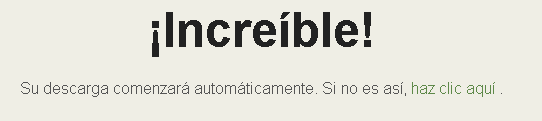 ¡Increíble!
Su descarga comenzará automáticamente. Si no es así, haz clic aquí .